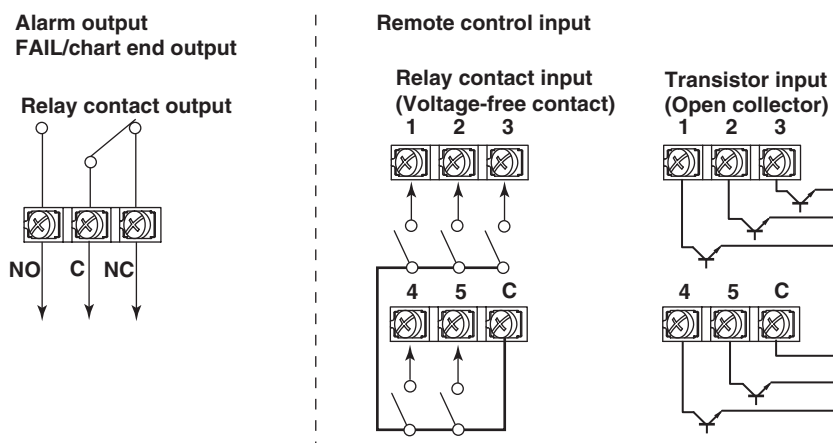 Alarm output
FAIL/chart end output
Relay contact output
NO C NC
Remote control input
Relay contact input
(Voltage-free contact)
1 2 3
4 5 C
Transistor input
(Open collector)
1 2 3
4 5 C